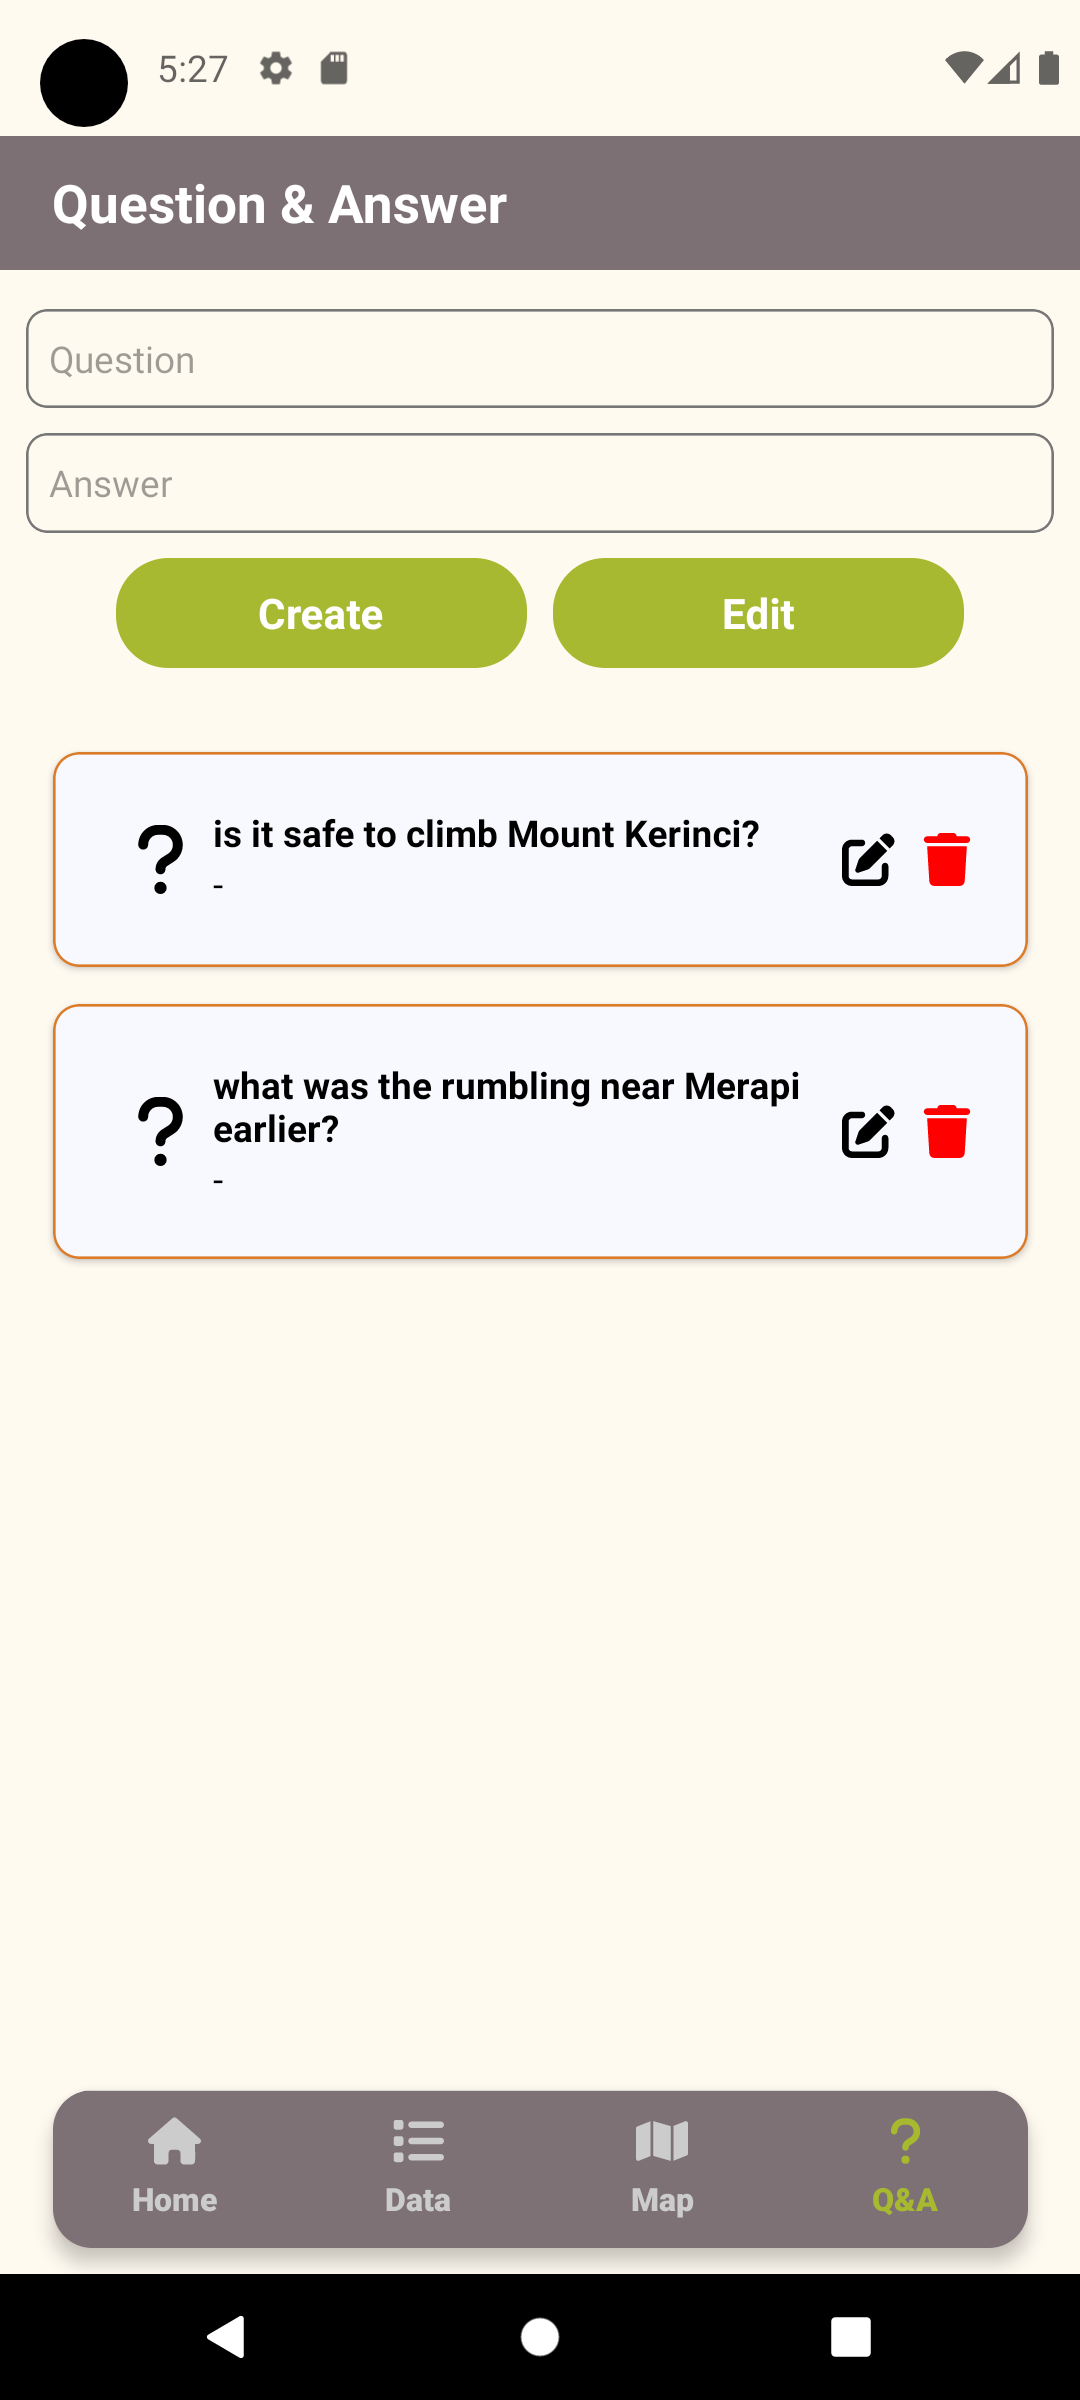 5:27
Question & Answer
Question
Answer
Create
Edit
is it safe to climb Mount Kerinci?
-
what was the rumbling near Merapi
earlier?
-
Home
Data
Map
Q&A